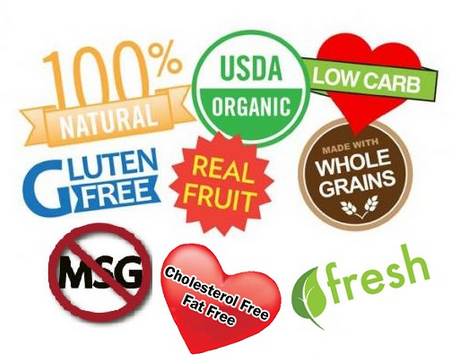 100%
NATURAL
USDA
ORGANIC
LOW CARB
GLUTEN
FREE
REAL
FRUIT
MADE WITH
WHOLE
GRAINS
MSG
Cholesterol Free
Fat Free
fresh